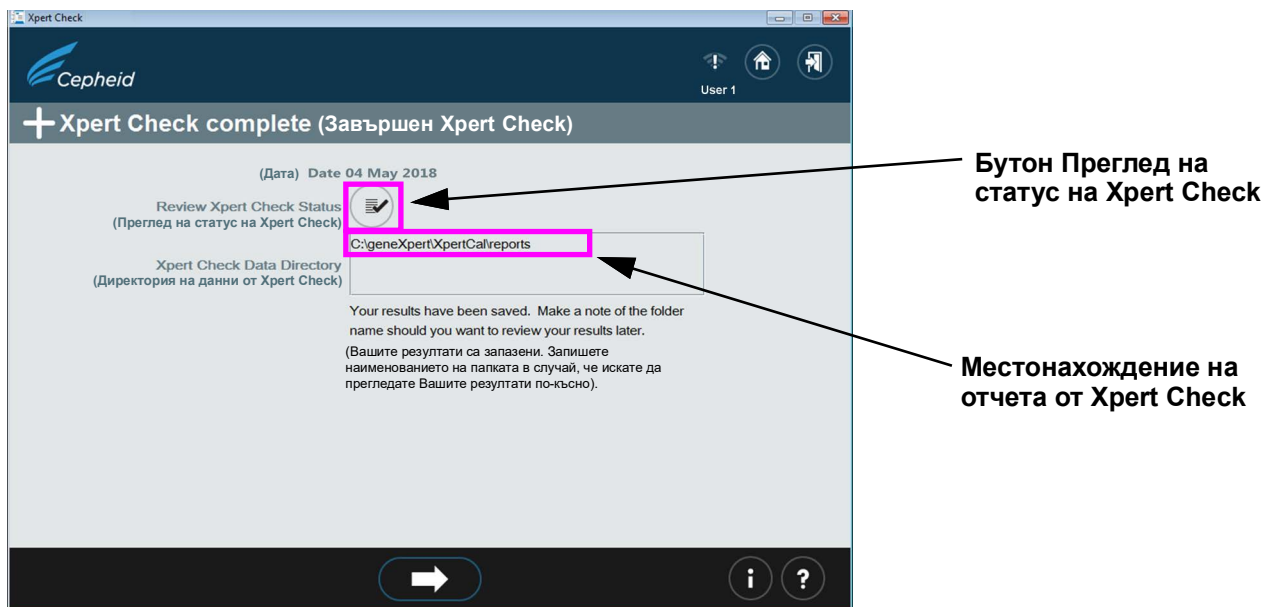 Xpert Check
Cepheid
User 1
Xpert Check complete (Завършен Xpert Check)
(Дата) Date 04 May 2018
Review Xpert Check Status
(Преглед на статус на Xpert Check)
C:\geneXpert\XpertCal\reports
Xpert Check Data Directory
(Директория на данни от Xpert Check)
Your results have been saved. Make a note of the folder
name should you want to review your results later.
(Вашите резултати са запазени. Запишете
наименованието на папката в случай, че искате да
прегледате Вашите резултати по-късно).
i ?
Бутон Преглед на
статус на Xpert Check
Местонахождение на
отчета от Xpert Check